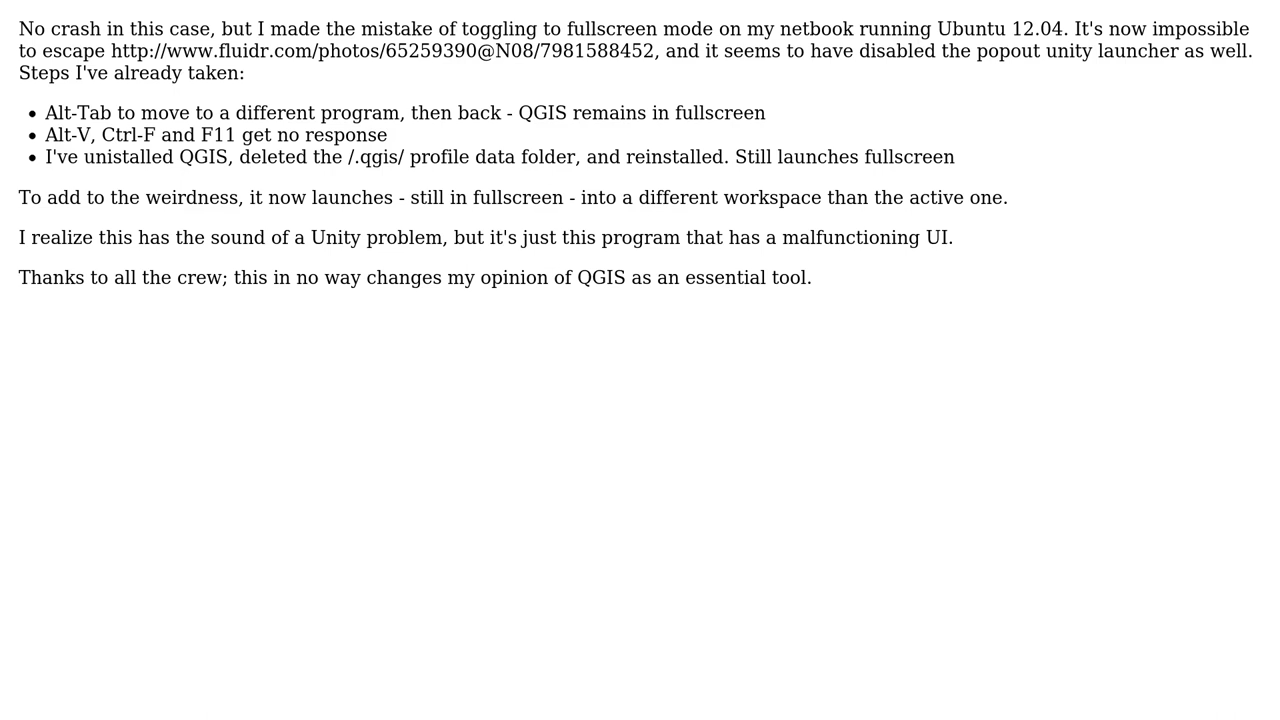 No crash in this case, but I made the mistake of toggling to fullscreen mode on my netbook running Ubuntu 12.04. It's now impossible
to escape http://www.fluidr.com/photos/65259390@N08/7981588452, and it seems to have disabled the popout unity launcher as well.
Steps I've already taken:
• Alt-Tab to move to a different program, then back - QGIS remains in fullscreen
• Alt-V, Ctrl-F and F11 get no response
• I've unistalled QGIS, deleted the /.qgis/ profile data folder, and reinstalled. Still launches fullscreen
To add to the weirdness, it now launches - still in fullscreen - into a different workspace than the active one.
I realize this has the sound of a Unity problem, but it's just this program that has a malfunctioning UI.
Thanks to all the crew; this in no way changes my opinion of QGIS as an essential tool.